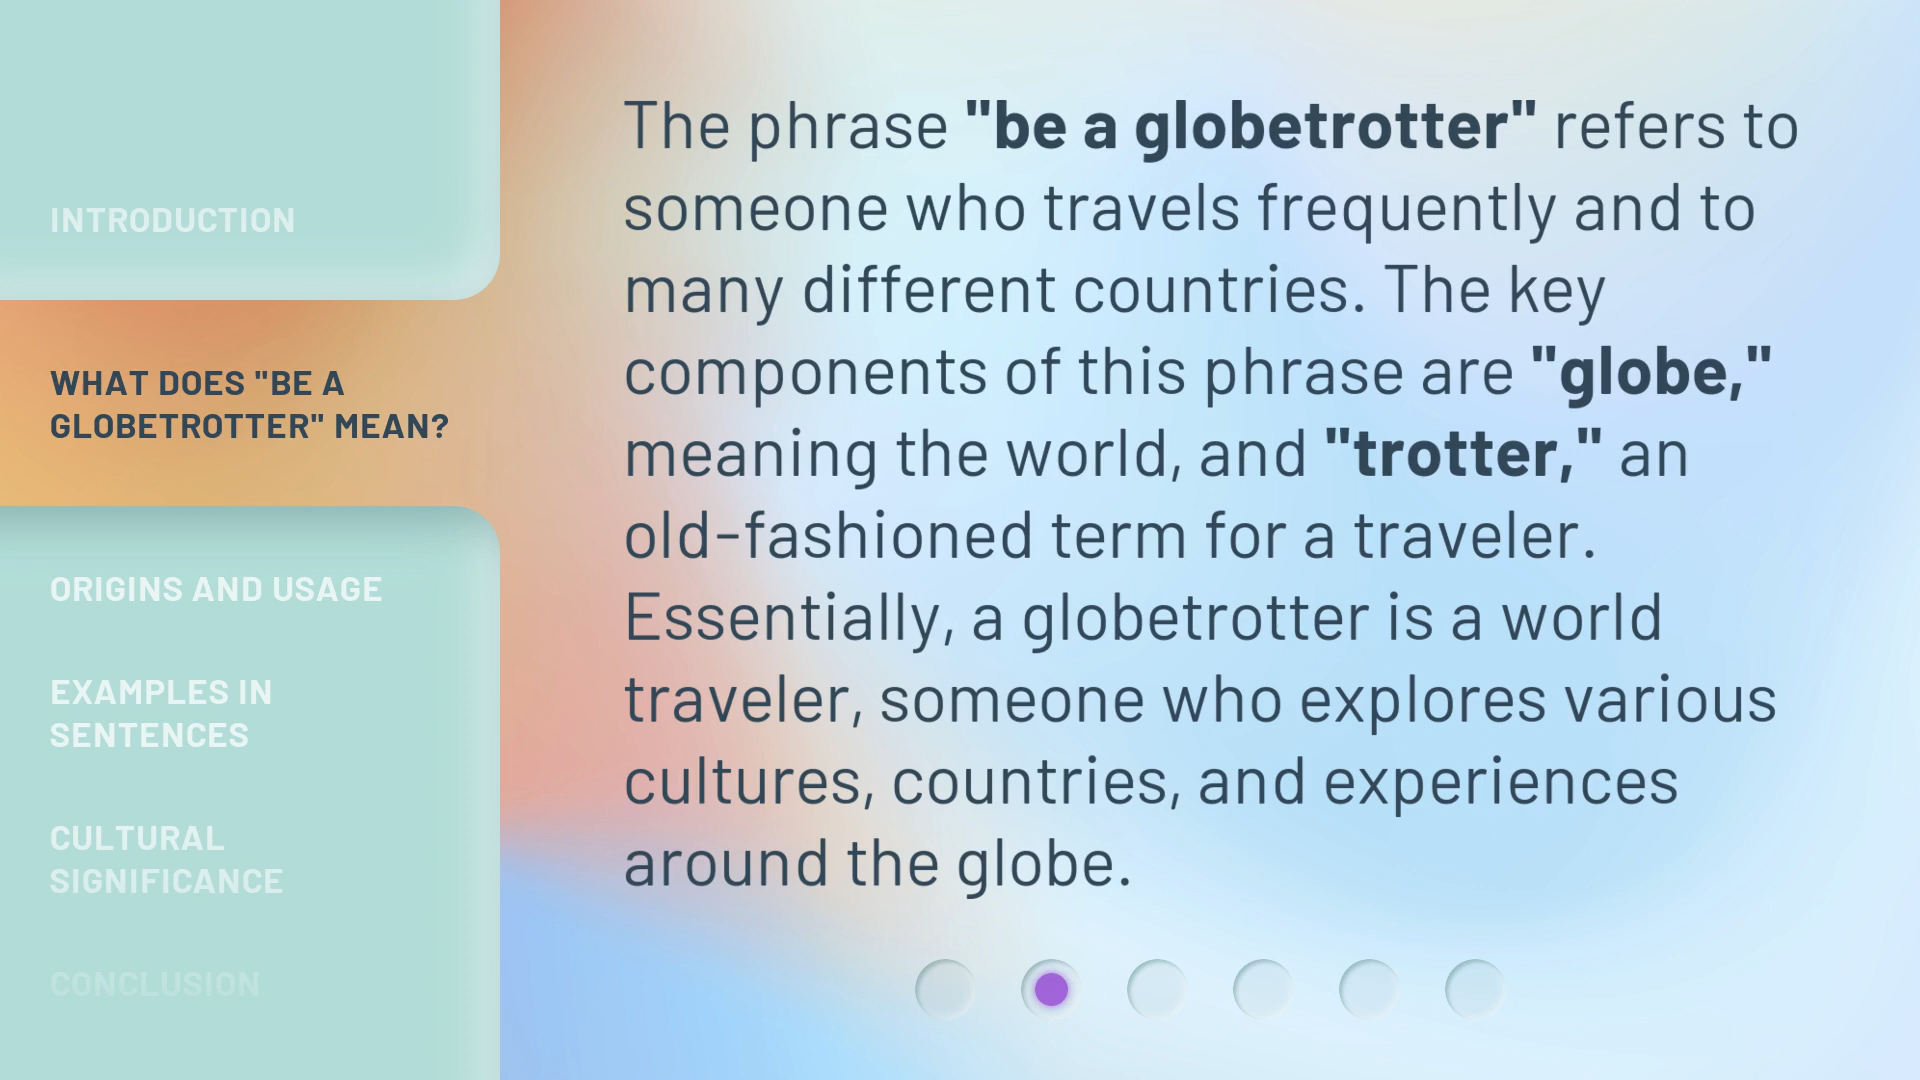 INTRODUCTION
WHAT DOES "BE A
GLOBETROTTER" MEAN?
ORIGINS AND USAGE
EXAMPLES IN
SENTENCES
CULTURAL
SIGNIFICANCE
CONCLUSION
The phrase "be a globetrotter" refers to
someone who travels frequently and to
many different countries. The key
components of this phrase are "globe,"
meaning the world, and "trotter," an
old-fashioned term for a traveler.
Essentially, a globetrotter is a world
traveler, someone who explores various
cultures, countries, and experiences
around the globe.